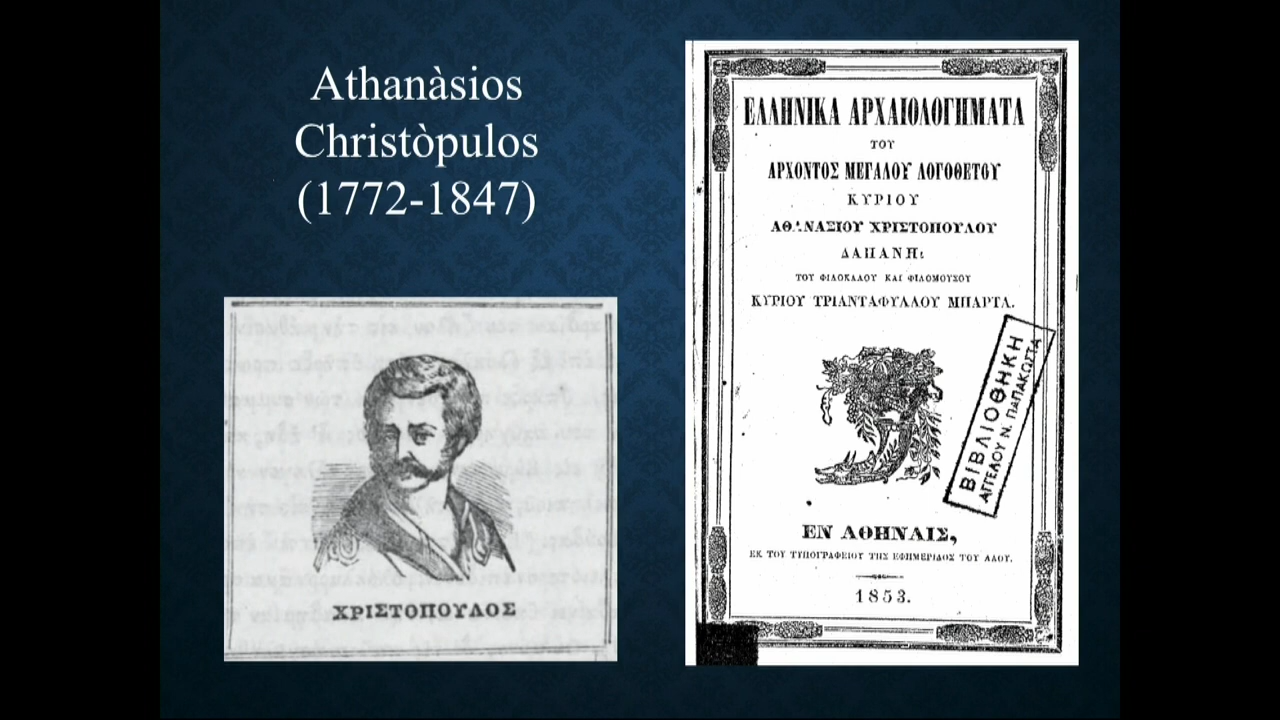 Athanàsios
Christòpulos
(1772-1847)
ΧΡΙΣΤΟΠΟΥΛΟΣ
ΕΛΛΗΝΙΚΑ ΑΡΧΑΙΟΛΟΓΗΜΑΤΑ
ΤΟΥ
ΑΡΧΟΝΤΟΣ ΜΕΓΑΛΟΥ ΛΟΓΟΘΕΤΟΥ
ΚΥΡΙΟΥ
ΑΘΑΝΑΣΙΟΥ ΧΡΙΣΤΟΠΟΥΛΟΥ
ΔΑΠΑΝΗι
ΤΟΥ ΦΙΛΟΚΑΛΟΥ ΚΑΙ ΦΙΛΟΜΟΥΣΟΥ
ΚΥΡΙΟΥ ΤΡΙΑΝΤΑΦΥΛΛΟΥ ΜΠΑΡΤΑ.
ΒΙΒΛΙΟΘΗΚΗ
ΑΓΓΕΛΟΥ Ν. ΠΑΠΑΚΩΣΤΑ
ΕΝ ΑΘΗΝΑΙΣ,
ΕΚ ΤΟΥ ΤΥΠΟΓΡΑΦΕΙΟΥ ΤΗΣ ΕΦΗΜΕΡΙΔΟΣ ΤΟΥ ΛΑΟΥ.
1853.